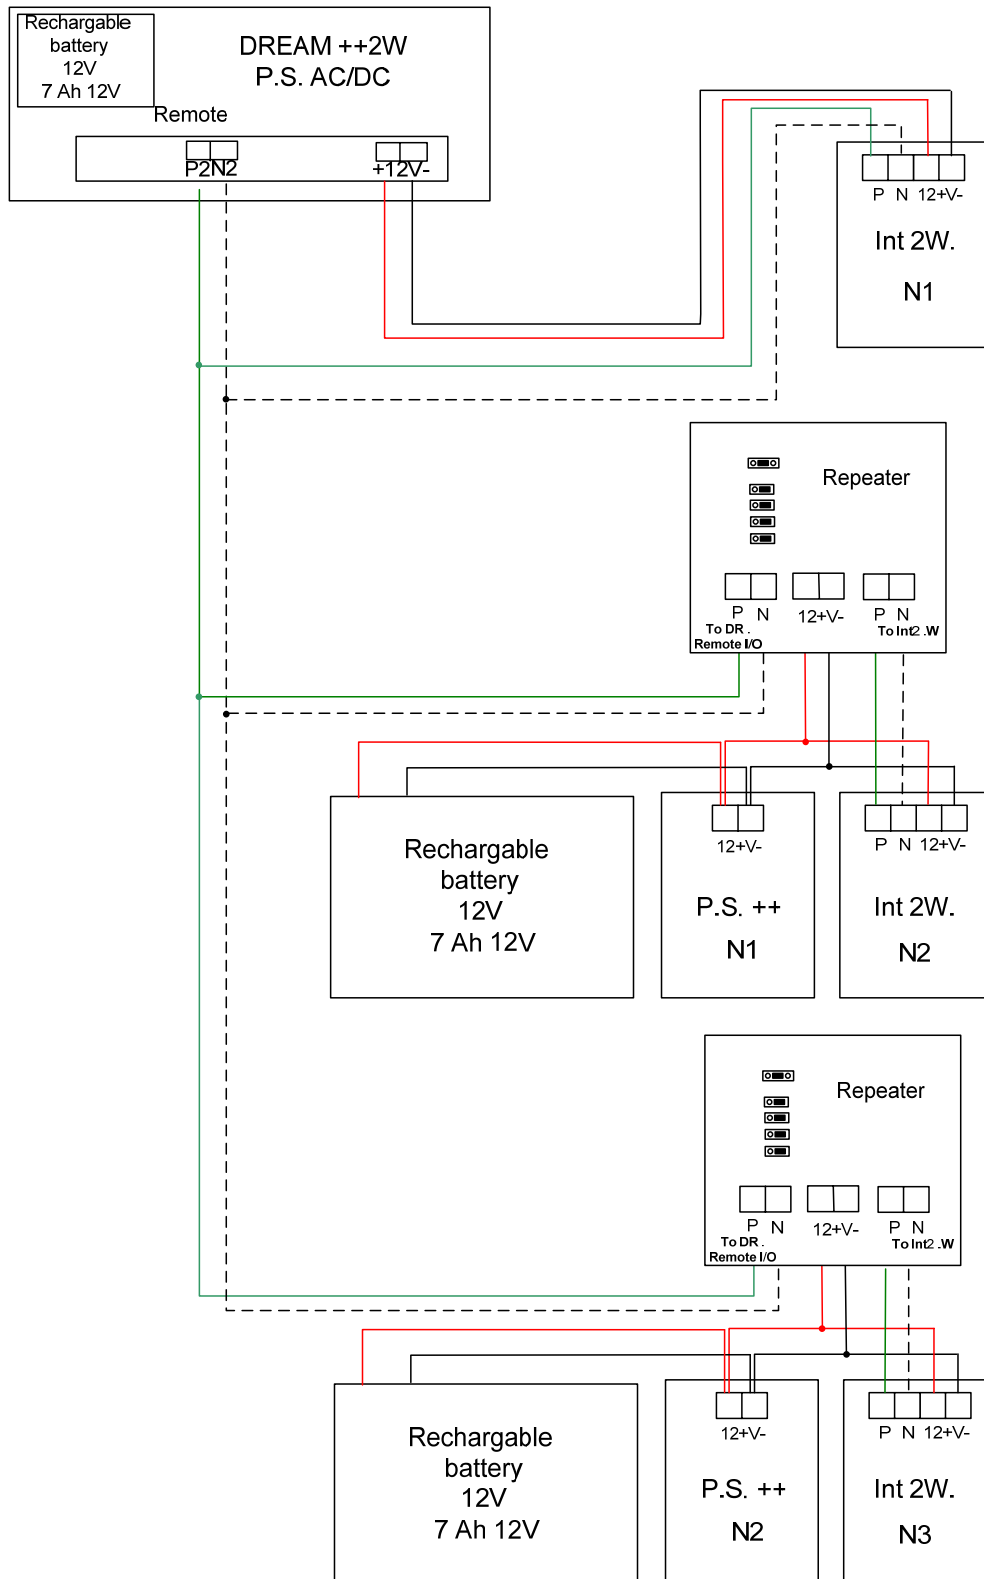 Rechargable
battery
12V
7 Ah 12V
DREAM ++2W
P.S. AC/DC
Remote
P2N2
+12V-
P N 12+V-
Int 2W.
N1
Repeater
P N
12+V-
P N
To DR .
Remote I/O
To Int2 .W
Rechargable
battery
12V
7 Ah 12V
12+V-
P.S. ++
N1
P N 12+V-
Int 2W.
N2
Repeater
P N
12+V-
P N
To DR .
Remote I/O
To Int2 .W
Rechargable
battery
12V
7 Ah 12V
12+V-
P.S. ++
N2
P N 12+V-
Int 2W.
N3